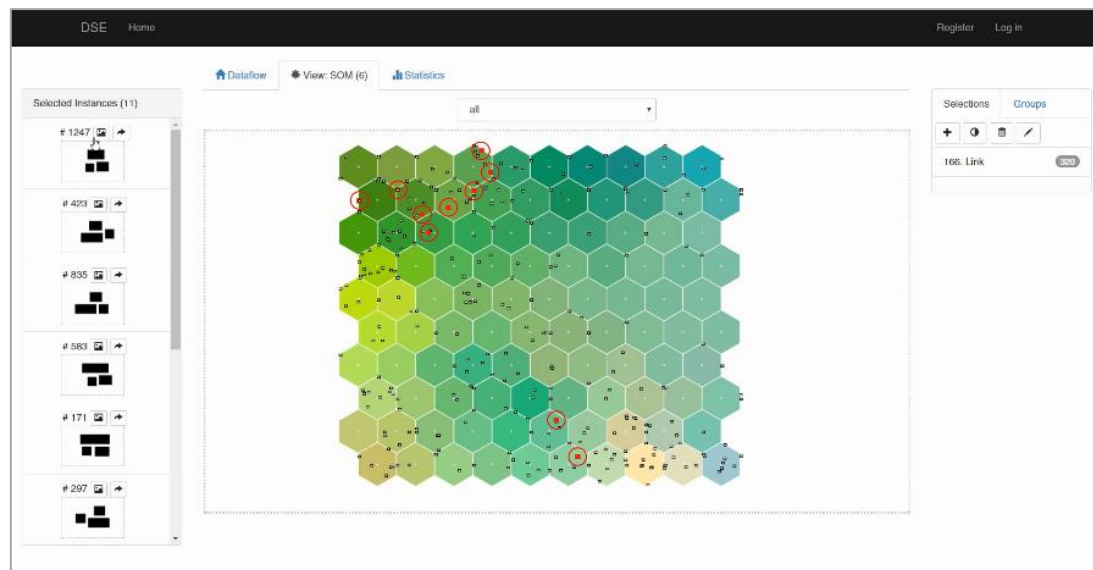 DSE Home Register Log in
Dataflow View: SOM (6) Statistics
Selected Instances (11)
all
Selections Groups
# 1247
166. Link 320
# 423
# 835
# 583
# 171
# 297